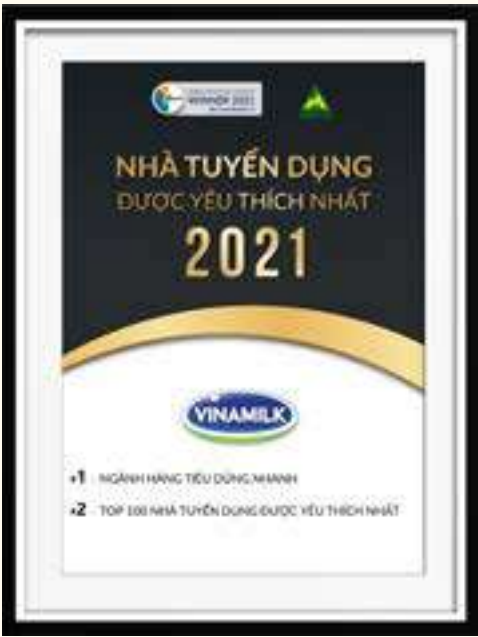 WINNER 2021
NHÀ TUYỂN DỤNG
ĐƯỢC YÊU THÍCH NHẤT
2021
VINAMILK
#1 NGÀNH HÀNG TIÊU DÙNG NHANH
#2 TOP 100 NHÀ TUYỂN DỤNG ĐƯỢC YÊU THÍCH NHẤT